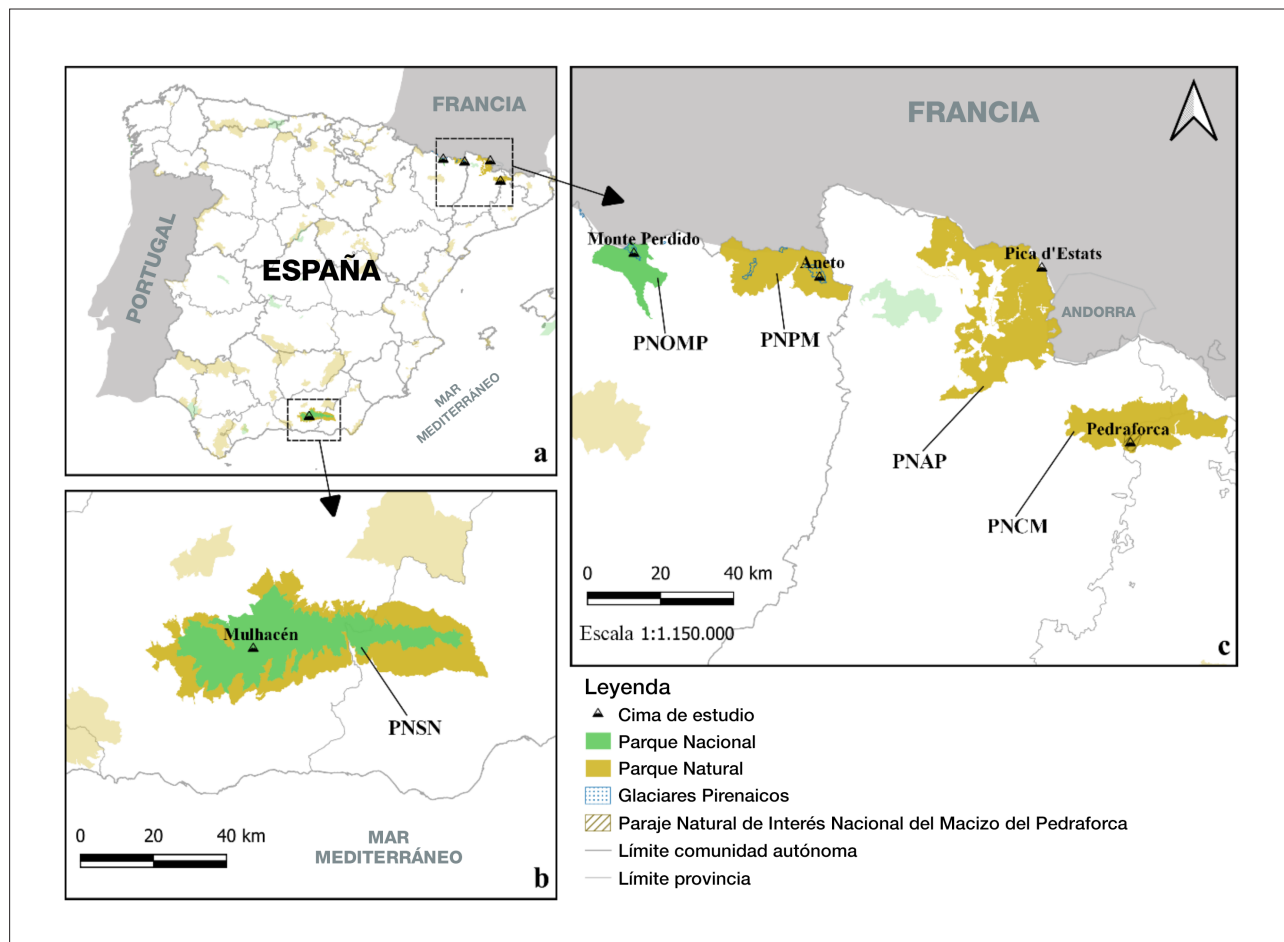 FRANCIA
PORTUGAL
ESPAÑA
MAR
MEDITERRÁNEO
a
FRANCIA
Monte Perdido
Aneto
Pica d'Estats
ANDORRA
PNOMP
PNPM
PNAP
Pedraforca
PNCM
0 20 40 km
Escala 1:1.150.000
c
Mulhacén
PNSN
0 20 40 km
MAR
MEDITERRÁNEO
b
Leyenda
Cima de estudio
Parque Nacional
Parque Natural
Glaciares Pirenaicos
Paraje Natural de Interés Nacional del Macizo del Pedraforca
Límite comunidad autónoma
Límite provincia